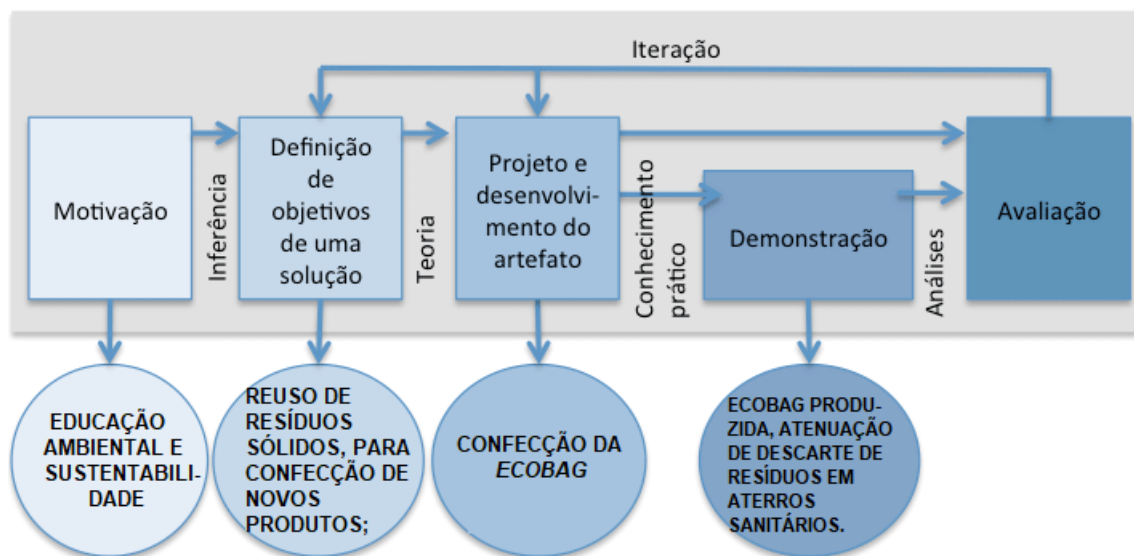 Iteração
Motivação
Inferência
Definição
de
objetivos
de uma
solução
Teoria
Projeto e
desenvolvi-
mento do
artefato
Conhecimento
prático
Demonstração
Análises
Avaliação
EDUCAÇÃO
AMBIENTAL E
SUSTENTABILI-
DADE
REUSO DE
RESÍDUOS
SÓLIDOS, PARA
CONFECÇÃO DE
NOVOS
PRODUTOS;
CONFECÇÃO DA
ECOBAG
ECOBAG PRODU-
ZIDA, ATENUAÇÃO
DE DESCARTE DE
RESÍDUOS EM
ATERROS
SANITÁRIOS.